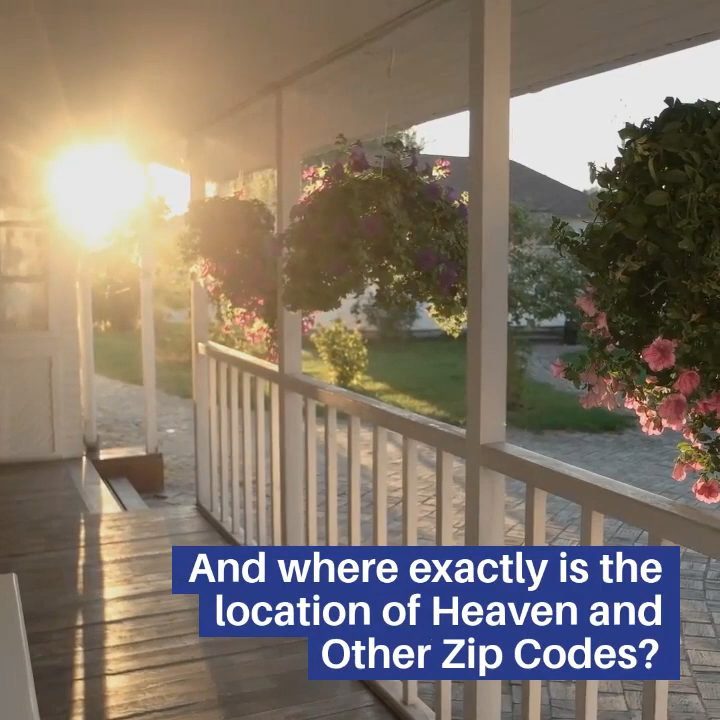 And where exactly is the
location of Heaven and
Other Zip Codes?